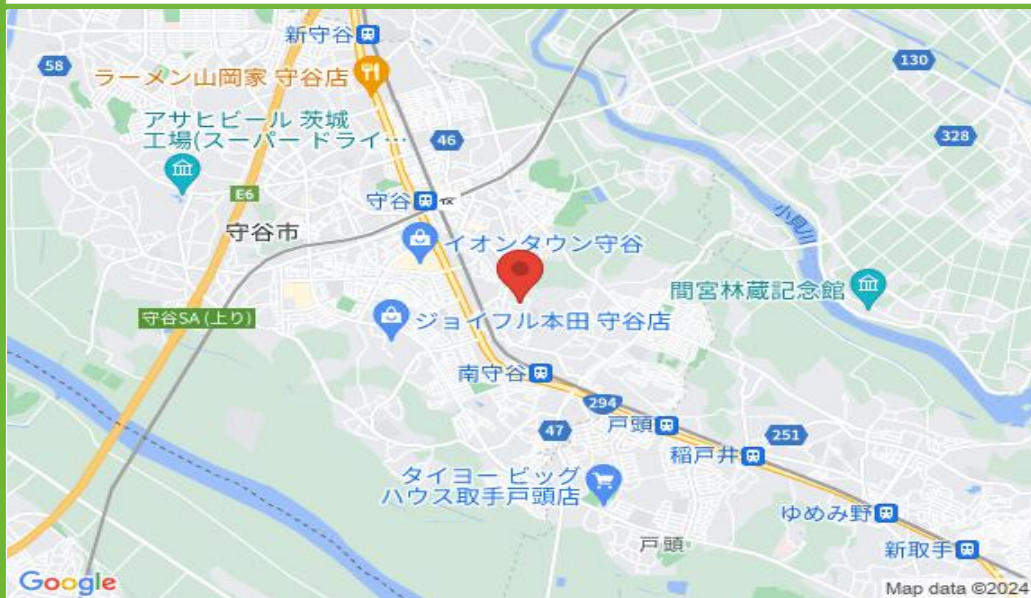 新守谷
58
ラーメン山岡家 守谷店
130
アサヒビール 茨城
工場(スーパー ドライ…
46
328
E6
守谷
TX
小貝川
守谷市
イオンタウン守谷
間宮林蔵記念館
守谷SA(上り)
ジョイフル本田 守谷店
南守谷
294
戸頭
47
251
稲戸井
タイヨー ビッグ
ハウス取手戸頭店
ゆめみ野
戸頭
新取手
Google
Map data ©2024